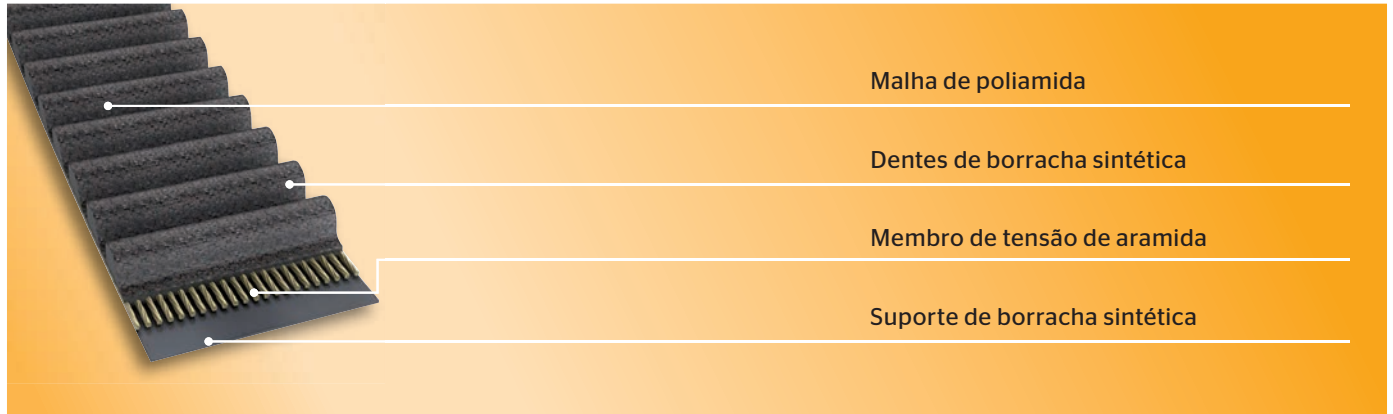 Malha de poliamida
Dentes de borracha sintética
Membro de tensão de aramida
Suporte de borracha sintética